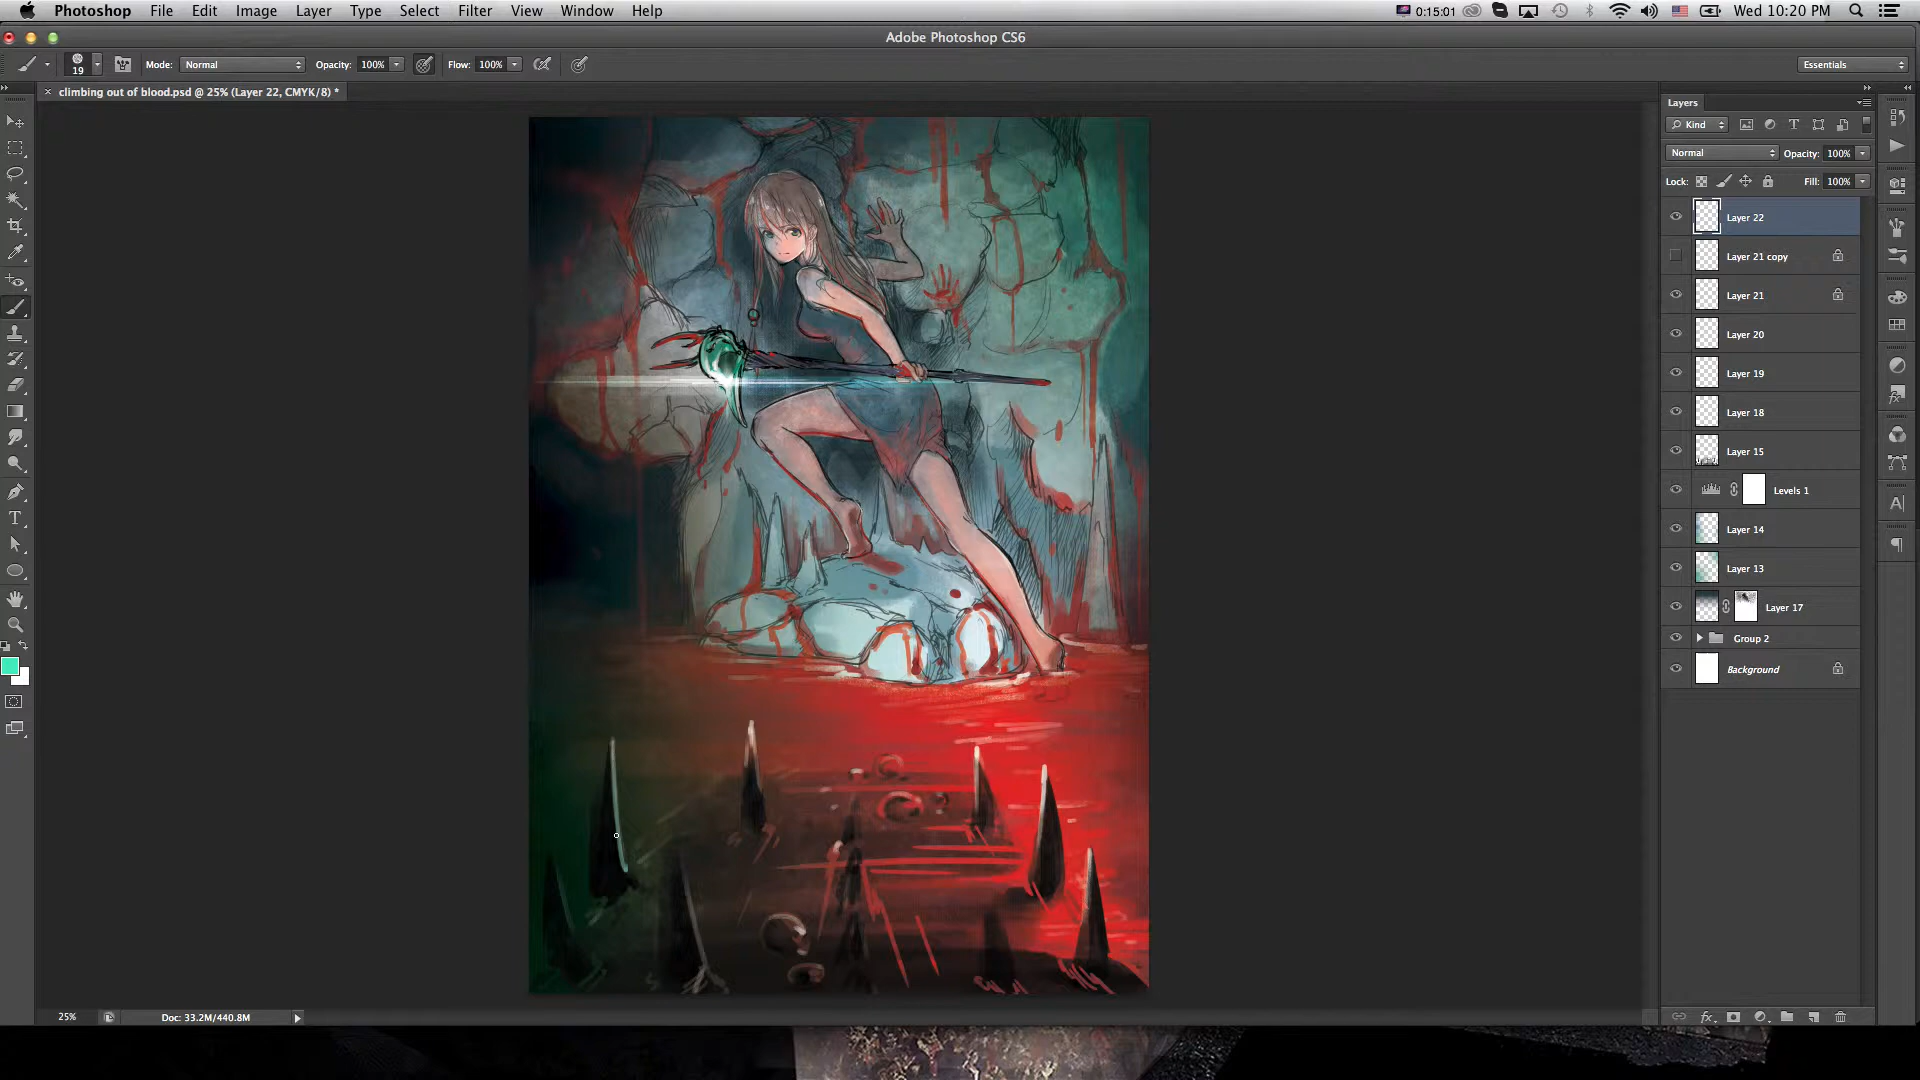 Photoshop File Edit Image Layer Type Select Filter View Window Help 0:15:01 Wed 10:20 PM
Adobe Photoshop CS6
19 Mode: Normal Opacity: 100% Flow: 100% Essentials
× climbing out of blood.psd @ 25% (Layer 22, CMYK/8) *
Layers
Kind
Normal Opacity: 100%
Lock: Fill: 100%
Layer 22
Layer 21 copy
Layer 21
Layer 20
Layer 19
Layer 18
Layer 15
Levels 1
Layer 14
Layer 13
Layer 17
Group 2
Background
25% Doc: 33.2M/440.8M